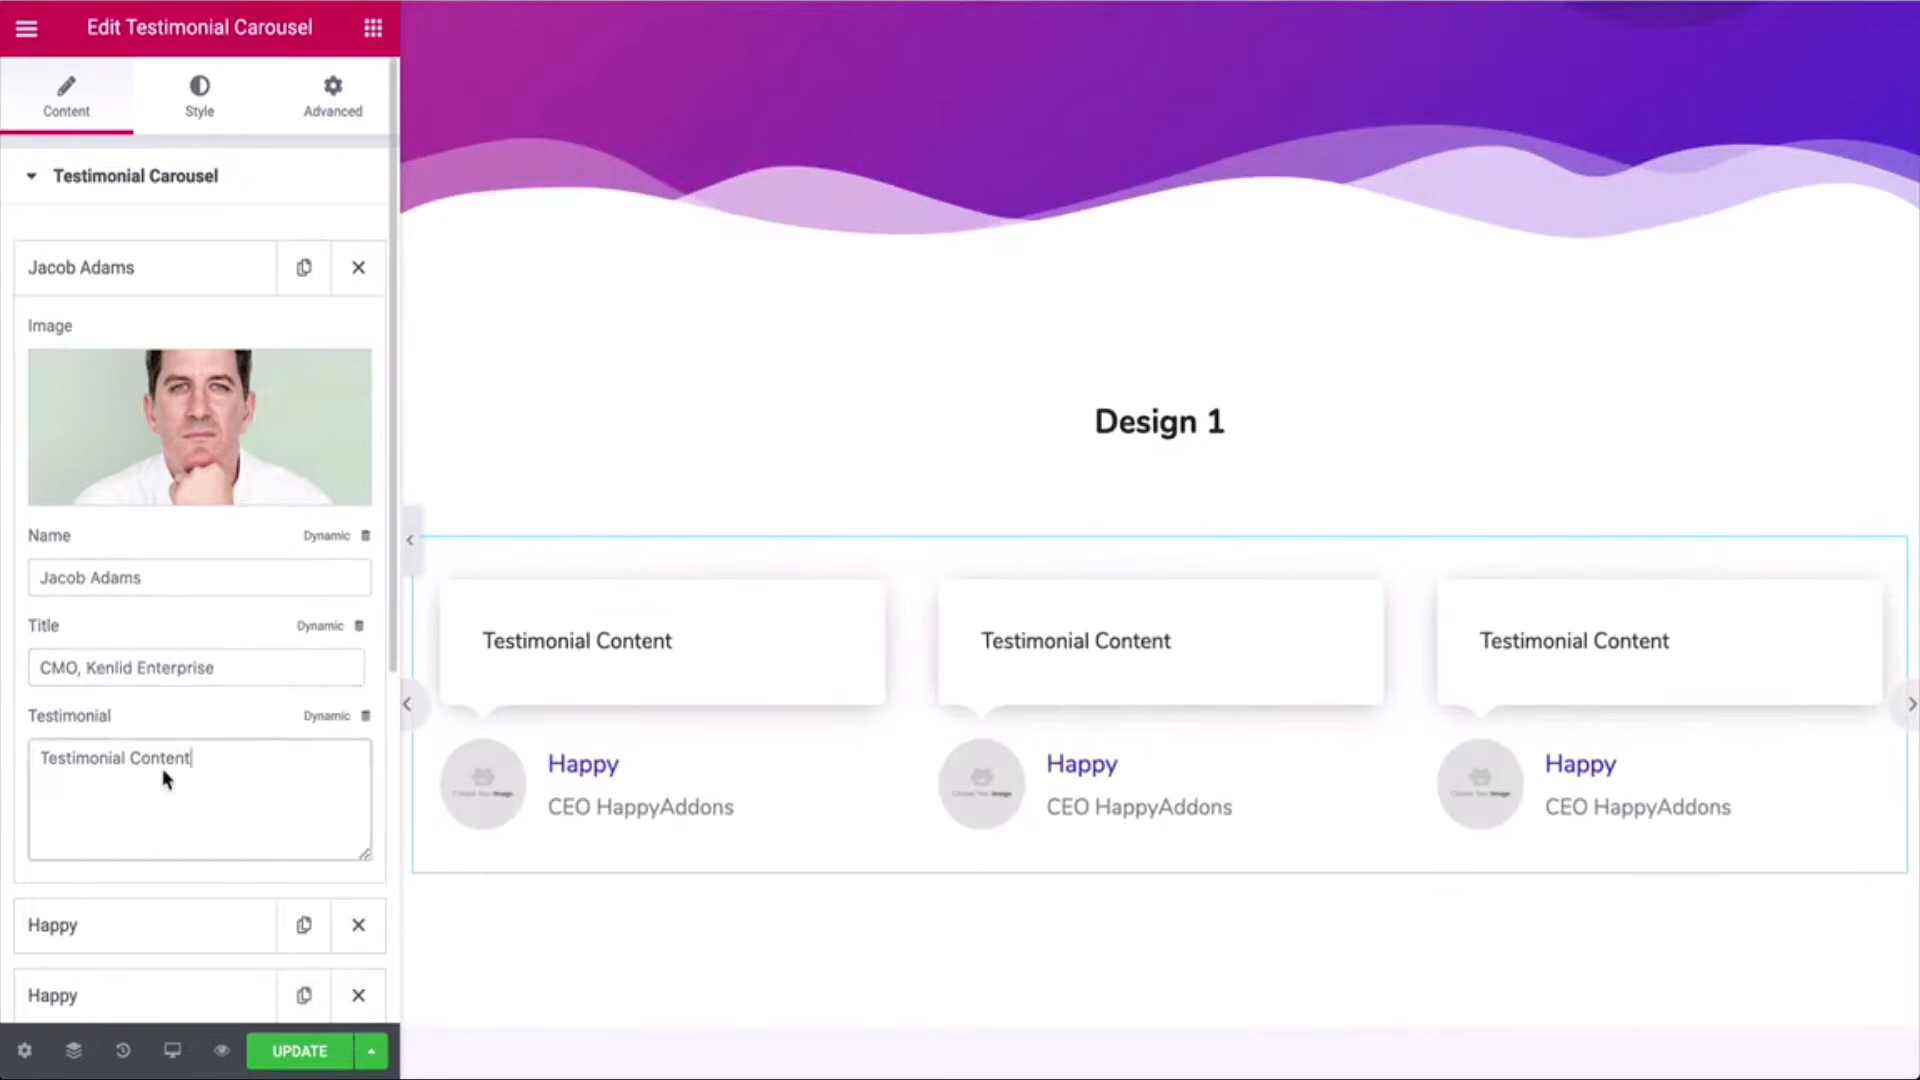 Edit Testimonial Carousel
Content
Style
Advanced
Testimonial Carousel
Jacob Adams
Image
Name
Dynamic
Jacob Adams
Title
Dynamic
CMO, Kenlid Enterprise
Testimonial
Dynamic
Testimonial Content
Happy
Happy
UPDATE
Design 1
Testimonial Content
Testimonial Content
Testimonial Content
Happy
CEO HappyAddons
Happy
CEO HappyAddons
Happy
CEO HappyAddons